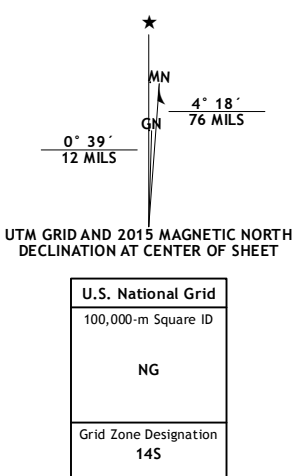 ★
MN
4° 18´
76 MILS
GN
0° 39´
12 MILS
UTM GRID AND 2015 MAGNETIC NORTH
DECLINATION AT CENTER OF SHEET
U.S. National Grid
100,000-m Square ID
NG
Grid Zone Designation
14S